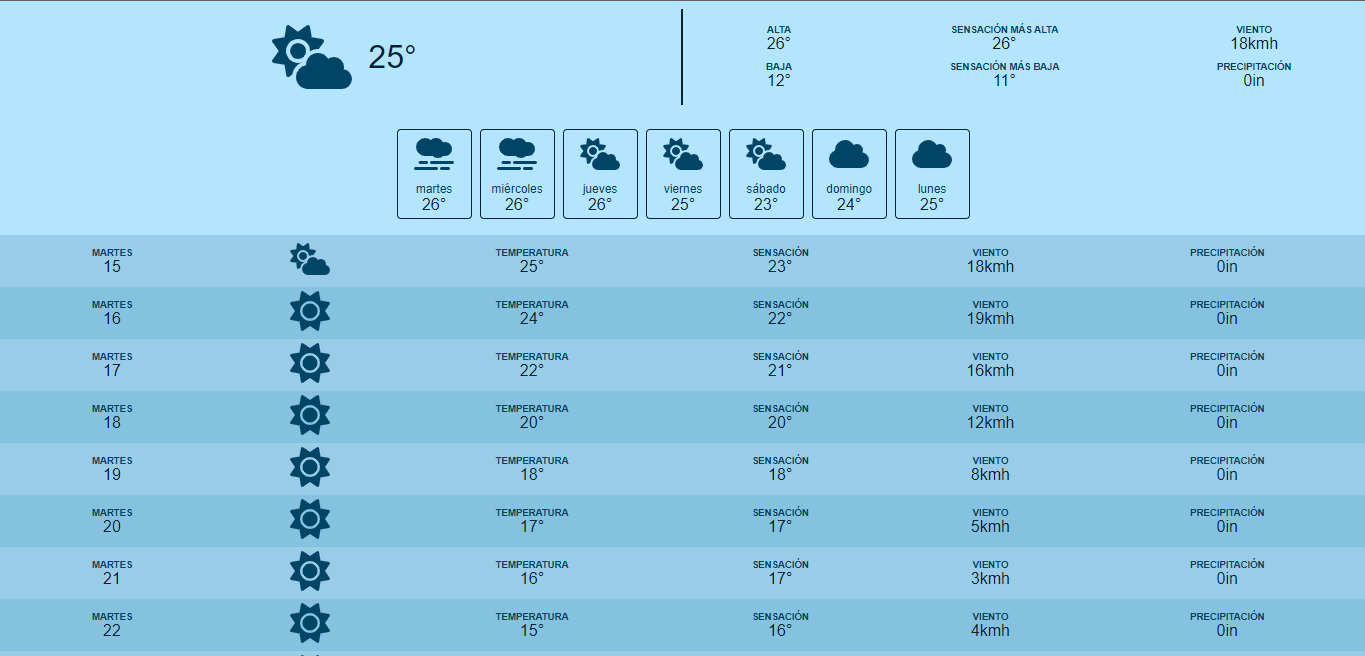 25°
ALTA
26°
SENSACIÓN MÁS ALTA
26°
VIENTO
18kmh
BAJA
12°
SENSACIÓN MÁS BAJA
11°
PRECIPITACIÓN
0in
martes
26°
miércoles
26°
jueves
26°
viernes
25°
sábado
23°
domingo
24°
lunes
25°
MARTES
15
TEMPERATURA
25°
SENSACIÓN
23°
VIENTO
18kmh
PRECIPITACIÓN
0in
MARTES
16
TEMPERATURA
24°
SENSACIÓN
22°
VIENTO
19kmh
PRECIPITACIÓN
0in
MARTES
17
TEMPERATURA
22°
SENSACIÓN
21°
VIENTO
16kmh
PRECIPITACIÓN
0in
MARTES
18
TEMPERATURA
20°
SENSACIÓN
20°
VIENTO
12kmh
PRECIPITACIÓN
0in
MARTES
19
TEMPERATURA
18°
SENSACIÓN
18°
VIENTO
8kmh
PRECIPITACIÓN
0in
MARTES
20
TEMPERATURA
17°
SENSACIÓN
17°
VIENTO
5kmh
PRECIPITACIÓN
0in
MARTES
21
TEMPERATURA
16°
SENSACIÓN
17°
VIENTO
3kmh
PRECIPITACIÓN
0in
MARTES
22
TEMPERATURA
15°
SENSACIÓN
16°
VIENTO
4kmh
PRECIPITACIÓN
0in